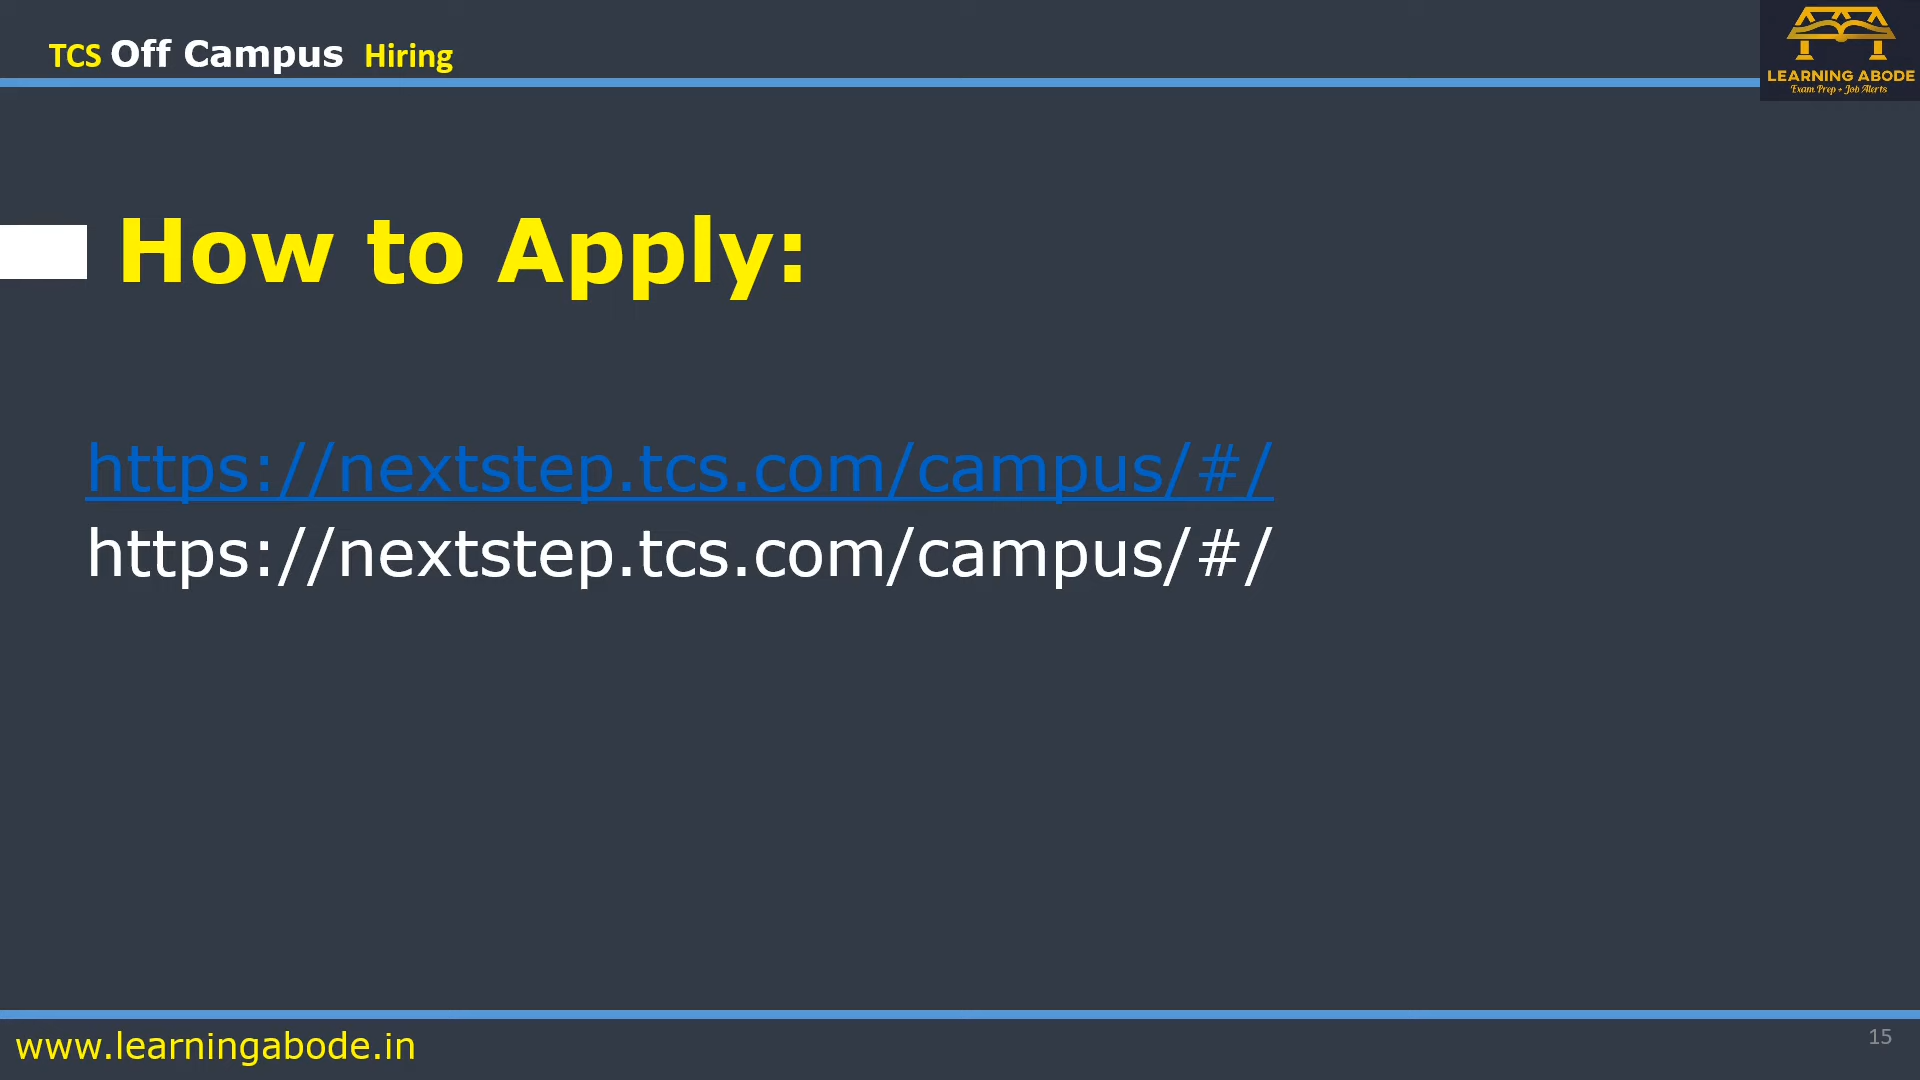 TCS Off Campus Hiring
LEARNING ABODE
Exam Prep + Job Alerts
How to Apply:
https://nextstep.tcs.com/campus/#/
https://nextstep.tcs.com/campus/#/
www.learningabode.in
15